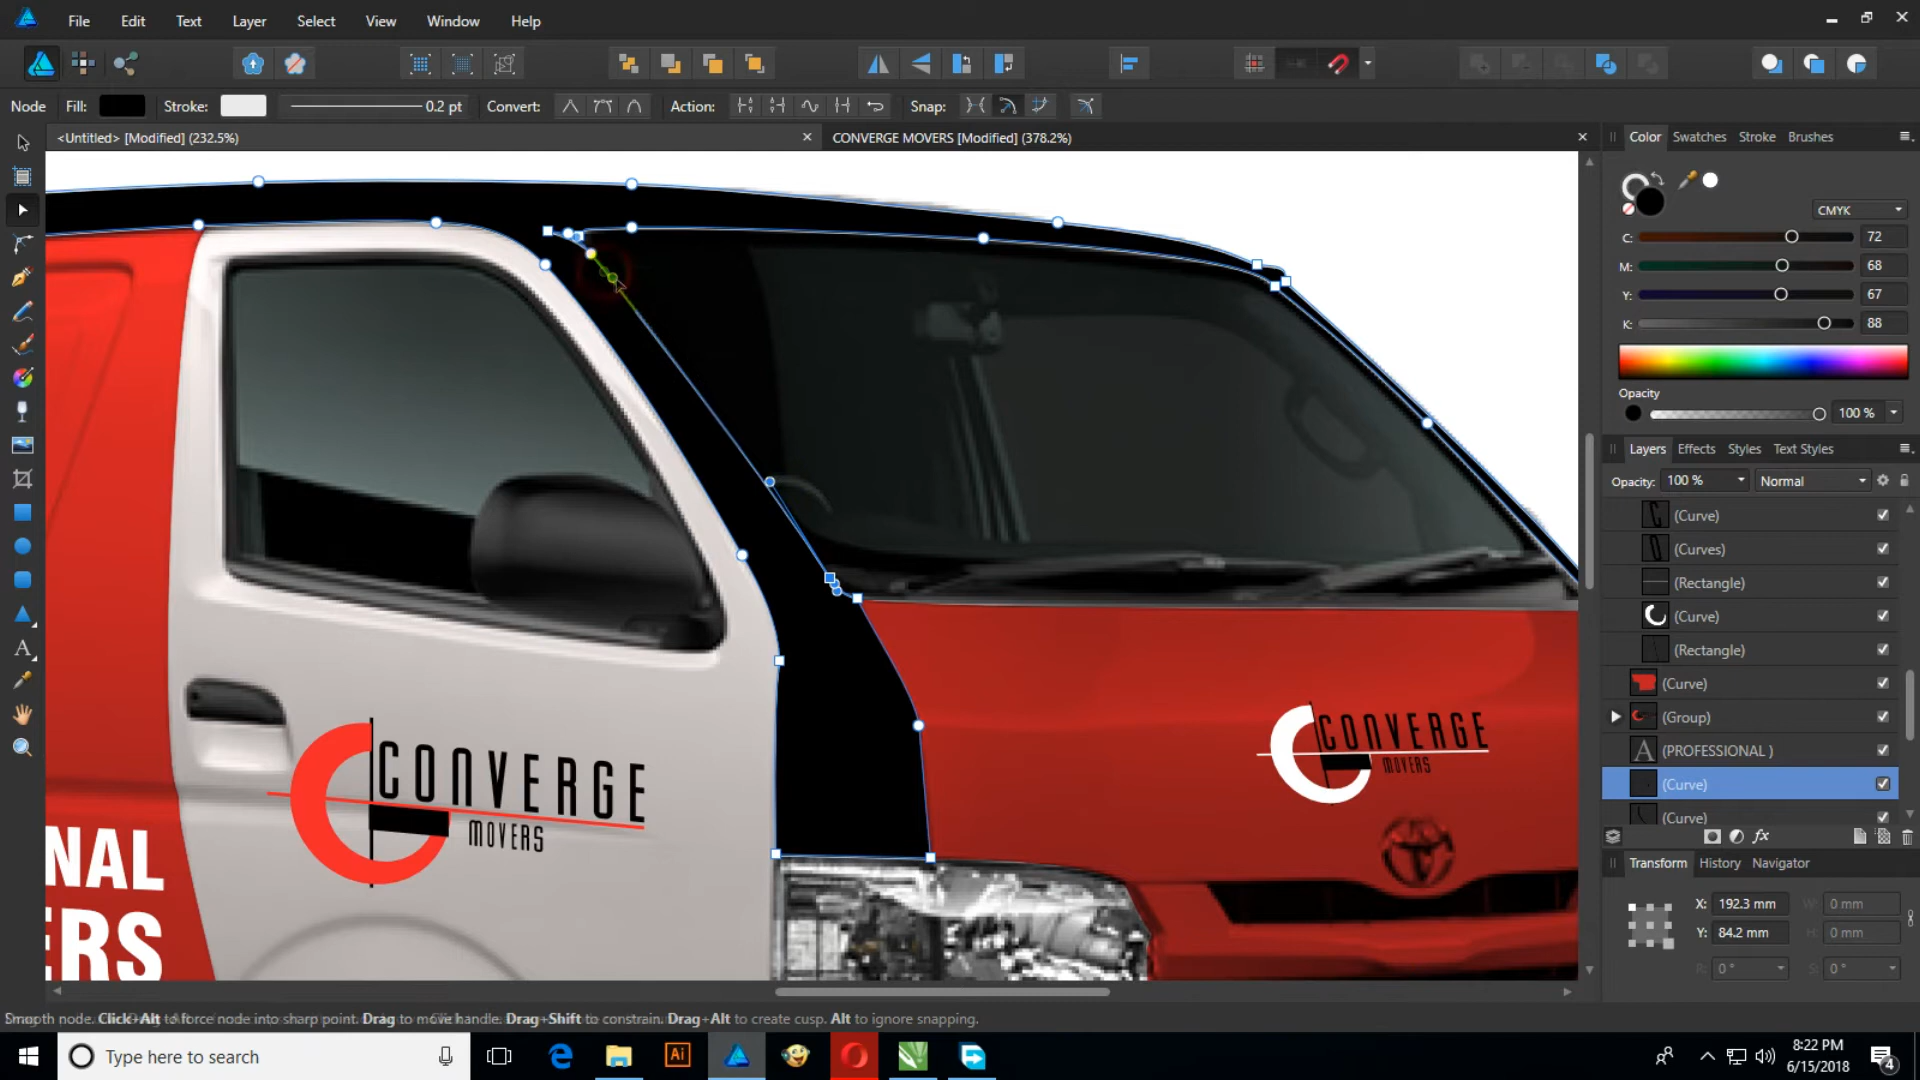 File Edit Text Layer Select View Window Help
Node Fill: Stroke: 0.2 pt Convert: Action: Snap:
<Untitled> [Modified] (232.5%) CONVERGE MOVERS [Modified] (378.2%)
Color Swatches Stroke Brushes
CMYK
C: 72
M: 68
Y: 67
K: 88
Opacity
100 %
Layers Effects Styles Text Styles
Opacity: 100 % Normal
(Curve)
(Curves)
(Rectangle)
(Curve)
(Rectangle)
(Curve)
(Group)
A (PROFESSIONAL )
(Curve)
(Curve)
fx
Transform History Navigator
X: 192.3 mm W: 0 mm
Y: 84.2 mm H: 0 mm
R: 0 ° S: 0 °
CONVERGE
MOVERS
CONVERGE
MOVERS
NAL
ERS
Click+Alt to force node into sharp point. Drag to move handle. Drag+Shift to constrain. Drag+Alt to create cusp. Alt to ignore snapping.
Type here to search
Ai
8:22 PM
6/15/2018
4